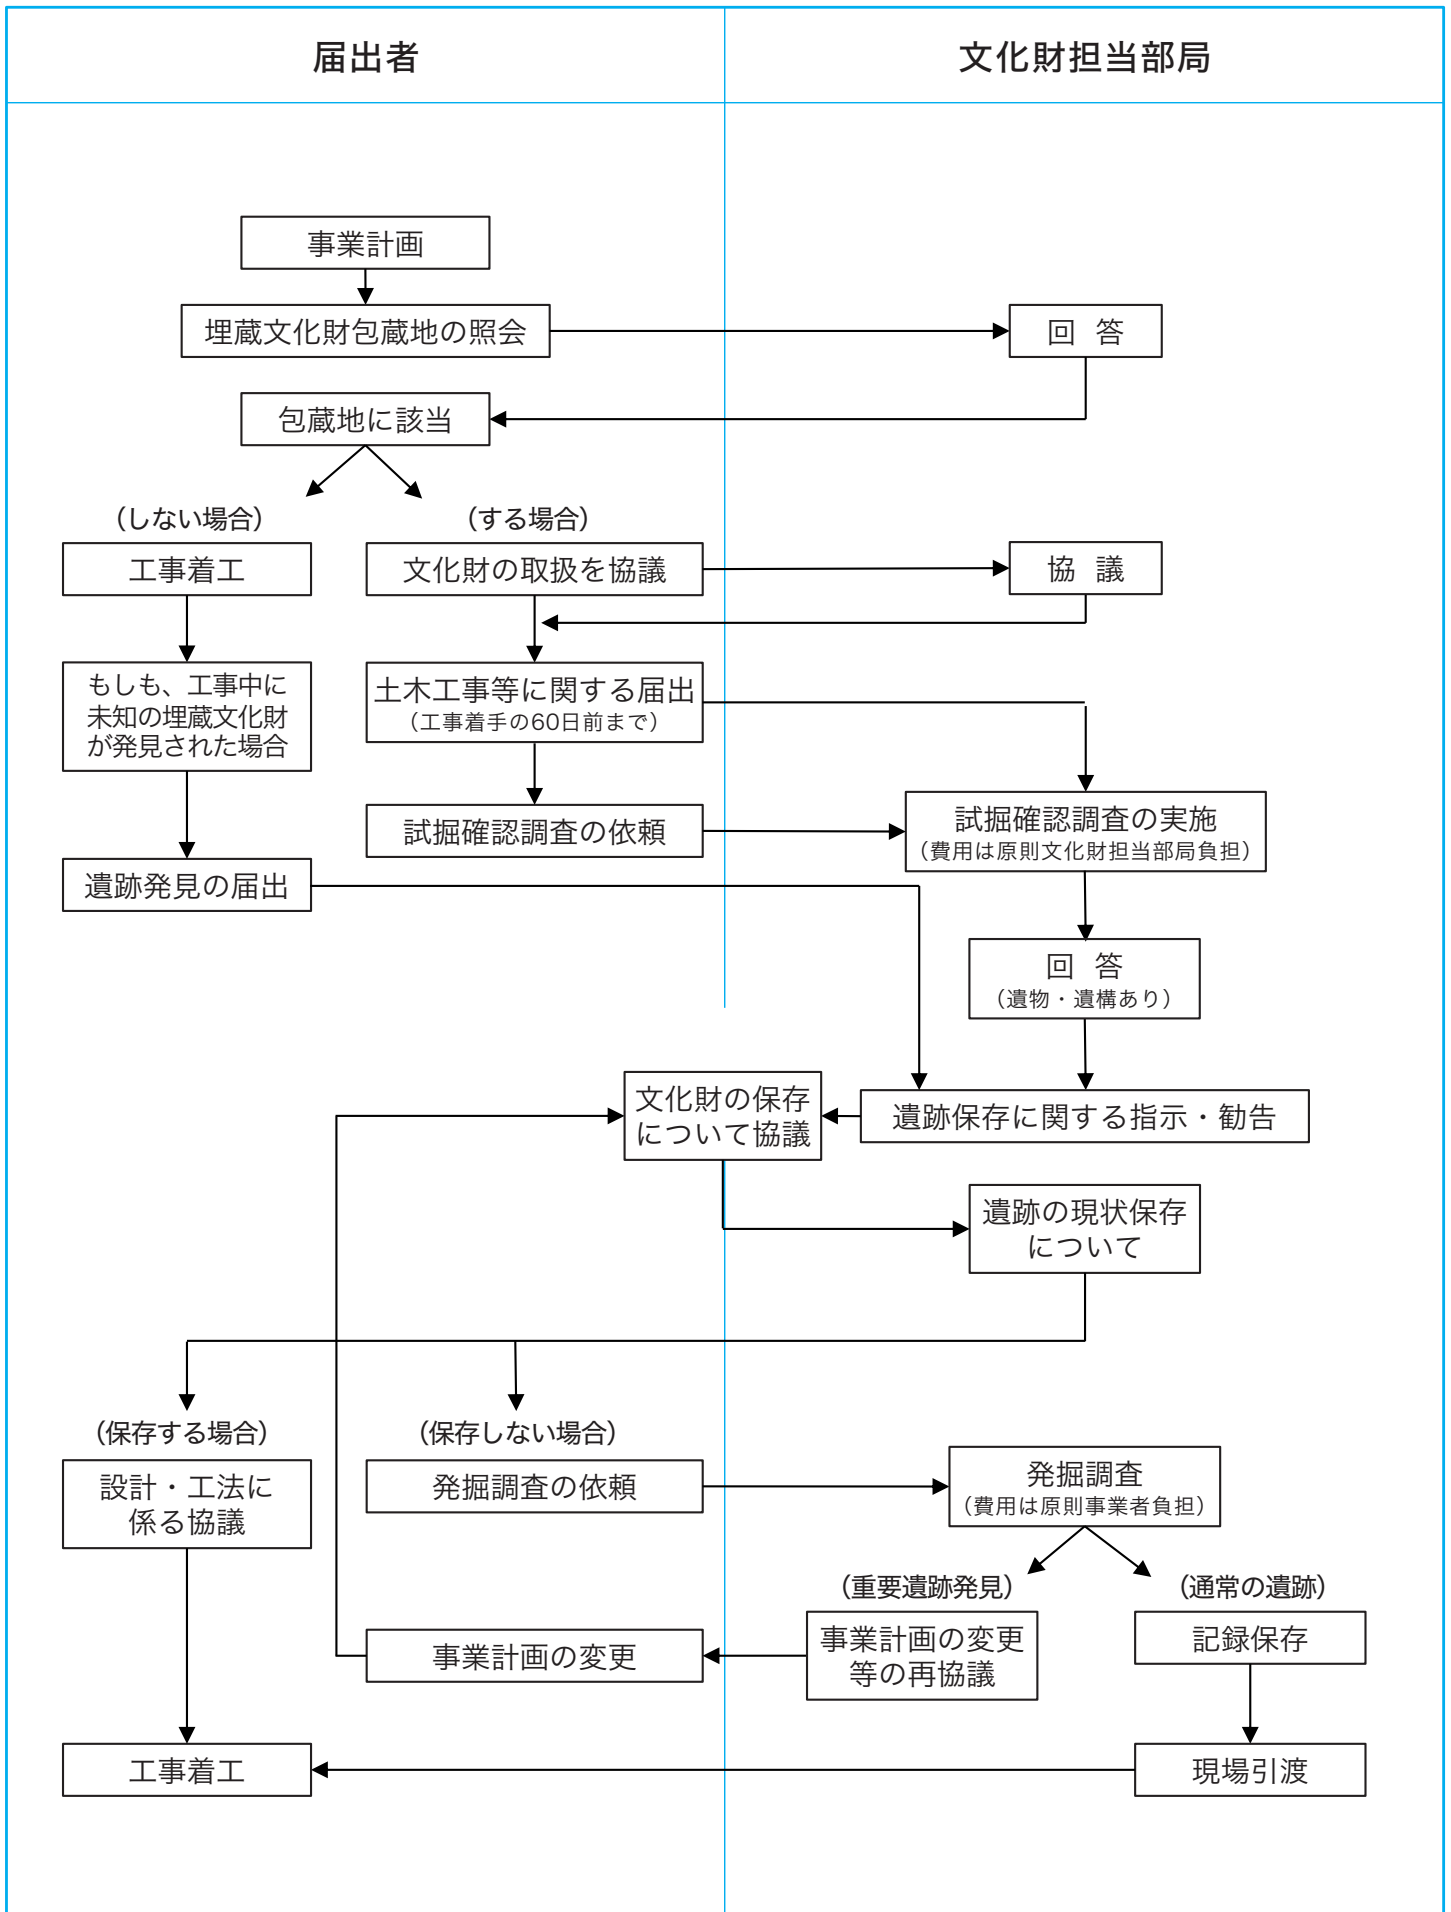 届出者
文化財担当部局
事業計画
埋蔵文化財包蔵地の照会
回 答
包蔵地に該当
（しない場合）
（する場合）
工事着工
文化財の取扱を協議
協 議
もしも、工事中に
未知の埋蔵文化財
が発見された場合
土木工事等に関する届出
（工事着手の60日前まで）
試掘確認調査の依頼
試掘確認調査の実施
（費用は原則文化財担当部局負担）
遺跡発見の届出
回 答
（遺物・遺構あり）
文化財の保存
について協議
遺跡保存に関する指示・勧告
遺跡の現状保存
について
（保存する場合）
（保存しない場合）
設計・工法に
係る協議
発掘調査の依頼
発掘調査
（費用は原則事業者負担）
（重要遺跡発見）
（通常の遺跡）
事業計画の変更
事業計画の変更
等の再協議
記録保存
工事着工
現場引渡